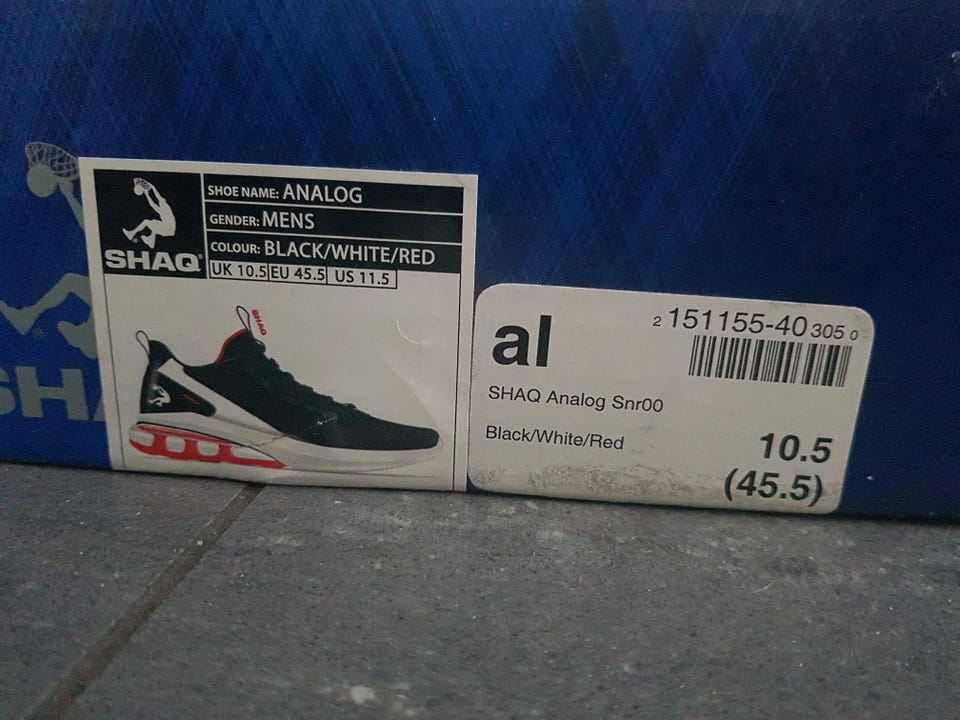 SHAQ®
SHOE NAME: ANALOG
GENDER: MENS
COLOUR: BLACK/WHITE/RED
UK 10.5 EU 45.5 US 11.5
SHAQ
al
2 151155-40 305 0
SHAQ Analog Snr00
Black/White/Red
10.5
(45.5)
SHA